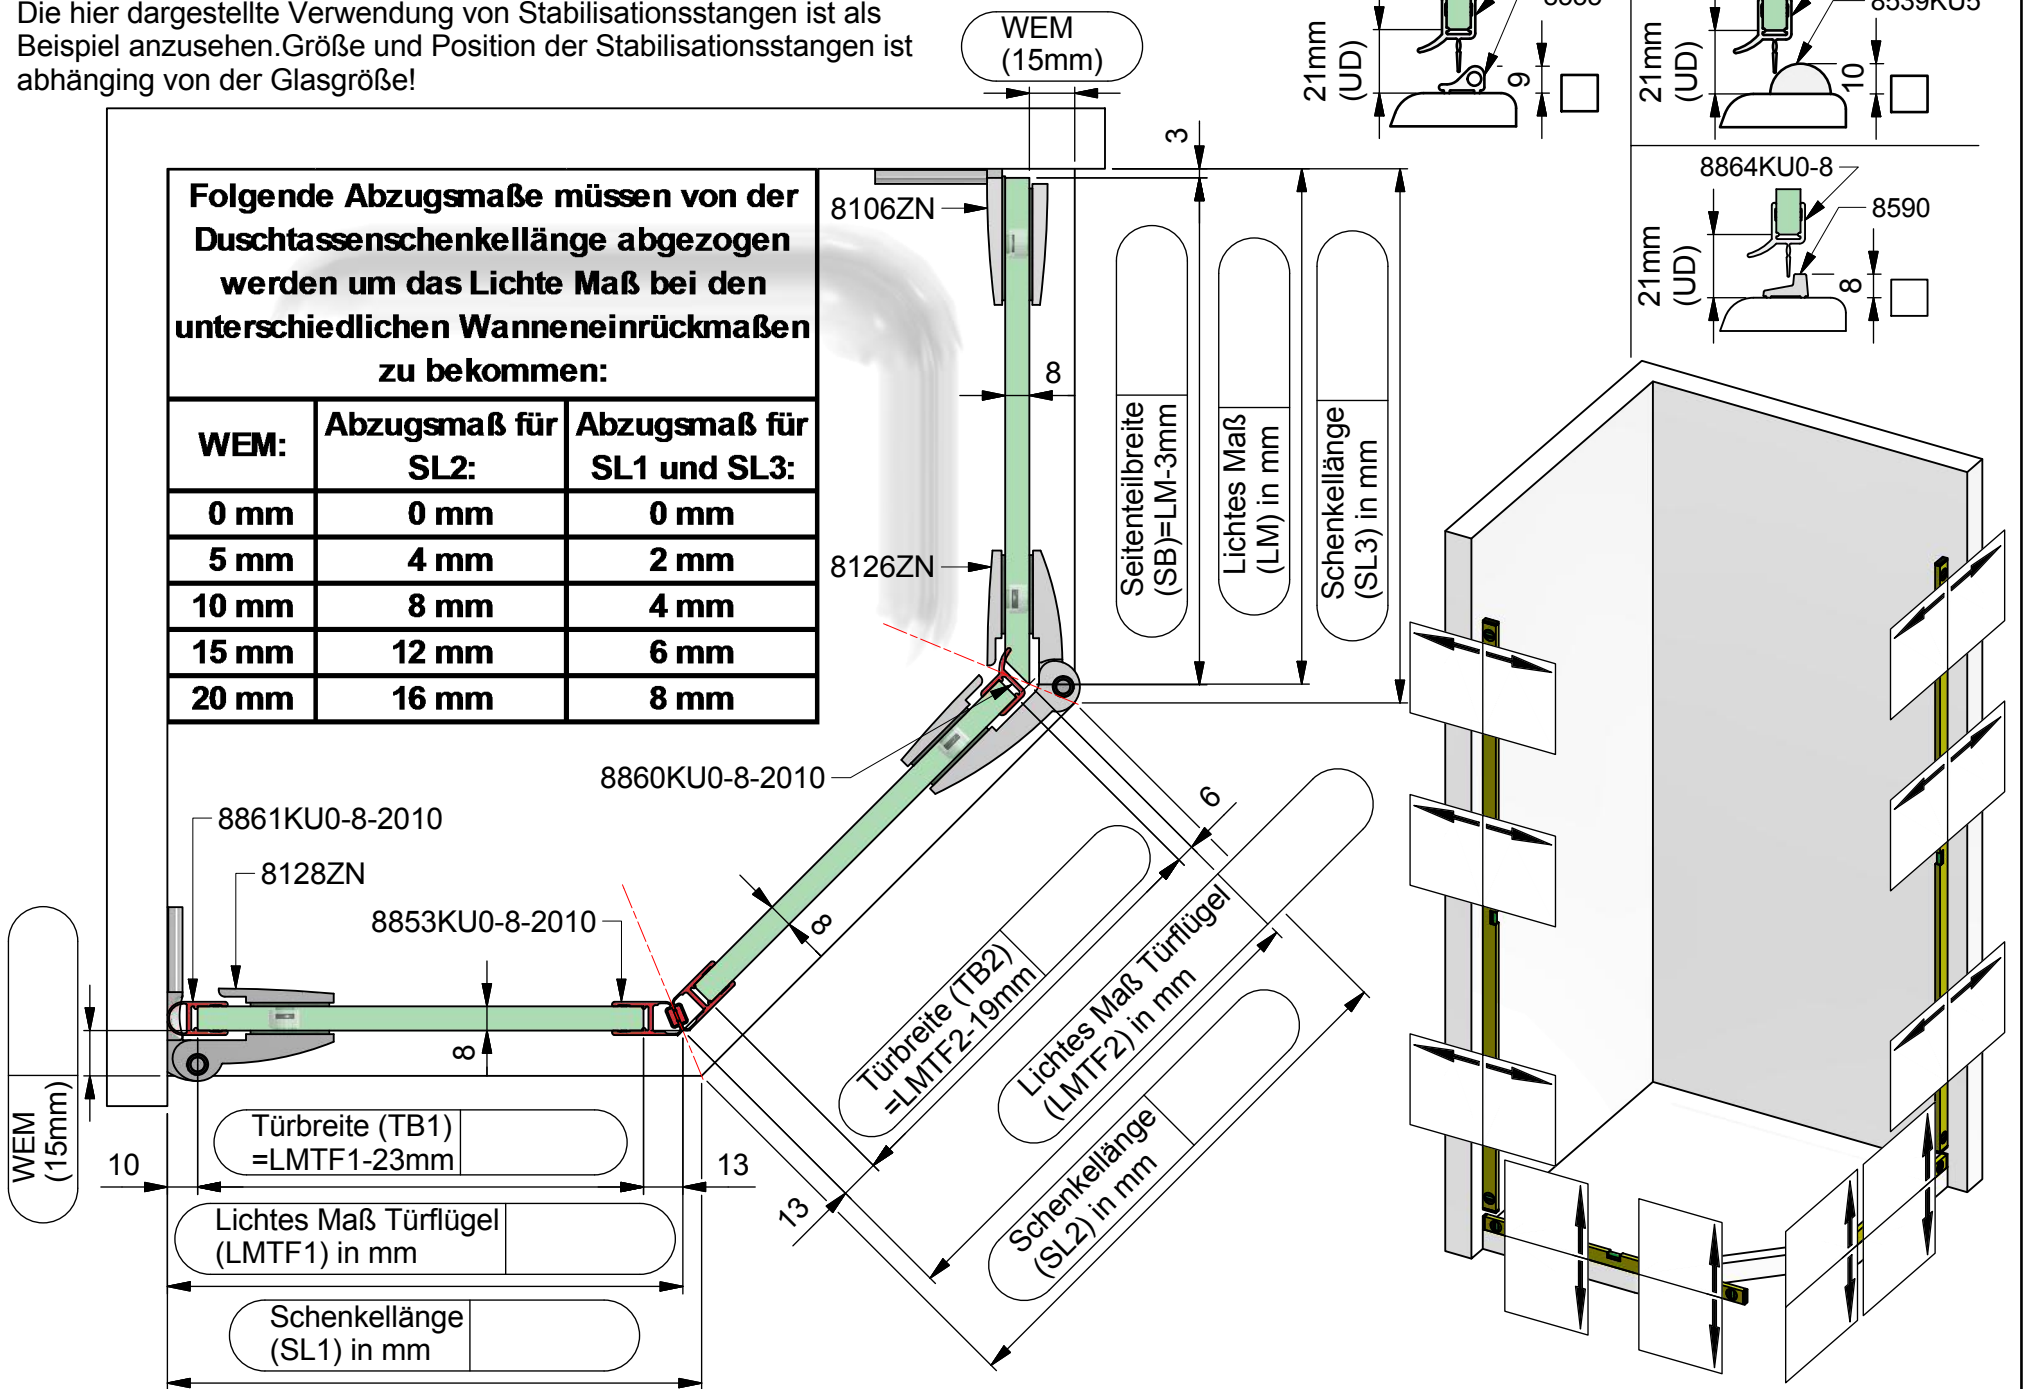 Die hier dargestellte Verwendung von Stabilisationsstangen ist als
Beispiel anzusehen.Größe und Position der Stabilisationsstangen ist
abhänging von der Glasgröße!
WEM
(15mm)
21mm
(UD)
9
8539KU5
21mm
(UD)
10
8864KU0-8
8590
21mm
(UD)
8
Folgende Abzugsmaße müssen von der
Duschtassenschenkellänge abgezogen
werden um das Lichte Maß bei den
unterschiedlichen Wanneneinrückmaßen
zu bekommen:
WEM: Abzugsmaß für SL2: Abzugsmaß für SL1 und SL3:
0 mm 0 mm 0 mm
5 mm 4 mm 2 mm
10 mm 8 mm 4 mm
15 mm 12 mm 6 mm
20 mm 16 mm 8 mm
8106ZN
3
8
8126ZN
Seitenteilbreite
(SB)=LM-3mm
Lichtes Maß
(LM) in mm
Schenkellänge
(SL3) in mm
8860KU0-8-2010
8861KU0-8-2010
8128ZN
8853KU0-8-2010
8
8
6
Türbreite (TB2)
=LMTF2-19mm
Lichtes Maß Türflügel
(LMTF2) in mm
Schenkellänge
(SL2) in mm
13
WEM
(15mm)
10
Türbreite (TB1)
=LMTF1-23mm
13
Lichtes Maß Türflügel
(LMTF1) in mm
Schenkellänge
(SL1) in mm